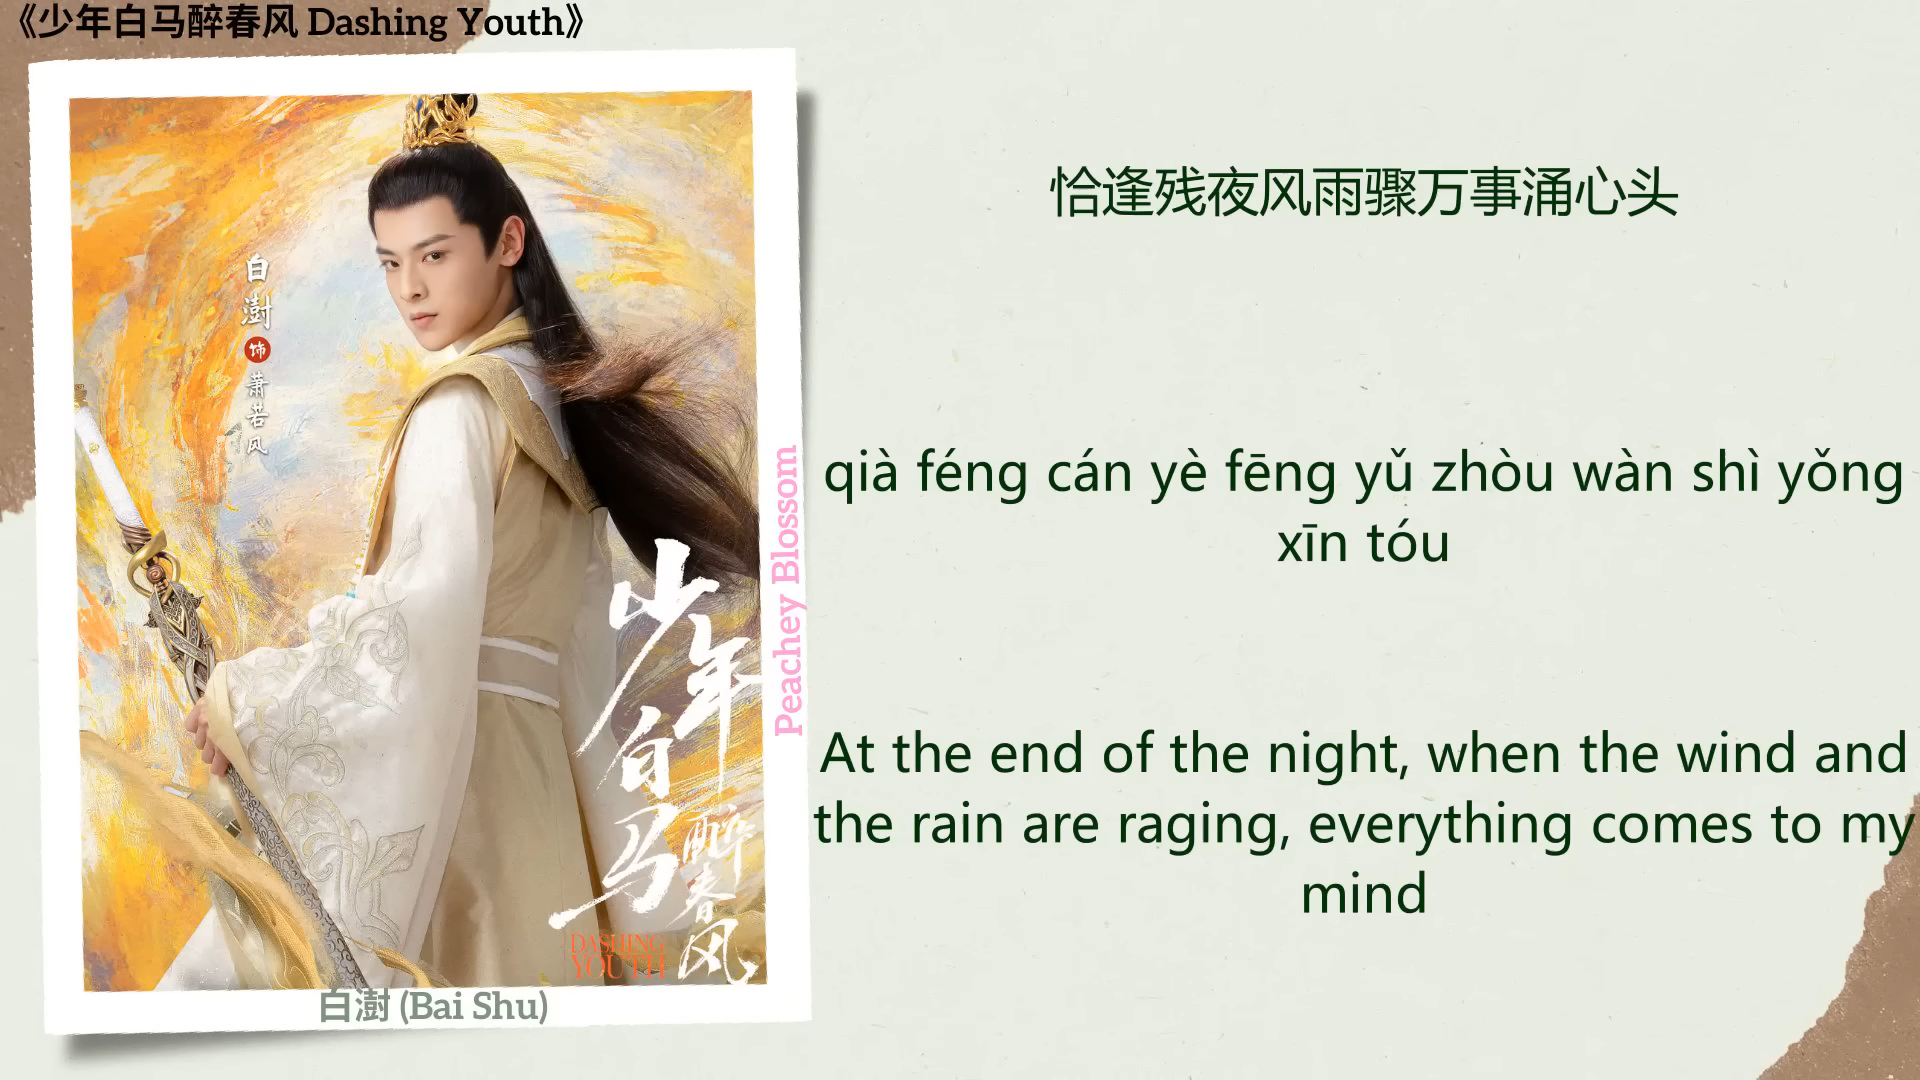 《少年白马醉春风 Dashing Youth》
白澍
饰
萧若风
少年
白马
醉春风
DASHING
YOUTH
白澍 (Bai Shu)
Peachey Blossom
恰逢残夜风雨骤万事涌心头
qià féng cán yè fēng yǔ zhòu wàn shì yǒng
xīn tóu
At the end of the night, when the wind and
the rain are raging, everything comes to my
mind